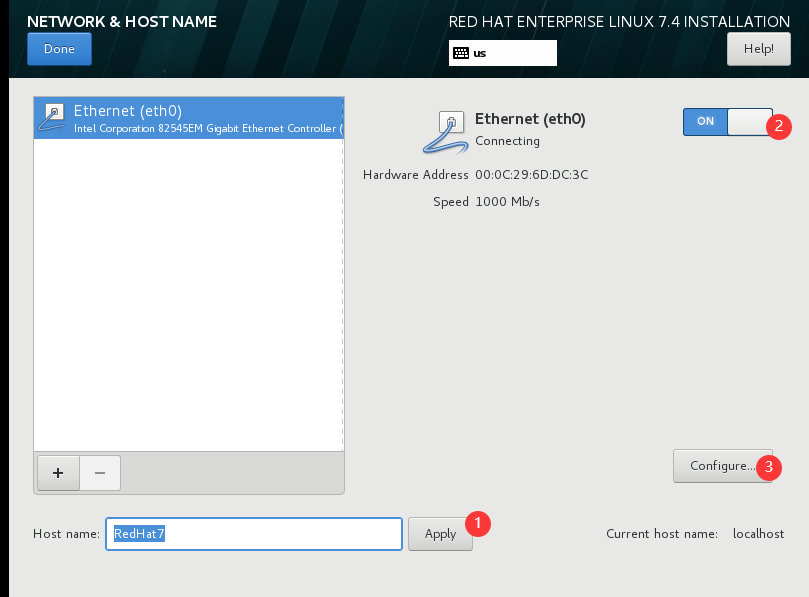 NETWORK & HOST NAME
RED HAT ENTERPRISE LINUX 7.4 INSTALLATION
Done
us
Help!
Ethernet (eth0)
Intel Corporation 82545EM Gigabit Ethernet Controller (
Ethernet (eth0)
Connecting
ON
2
Hardware Address 00:0C:29:6D:DC:3C
Speed 1000 Mb/s
+ −
Configure...
3
Host name: RedHat7
Apply
1
Current host name: localhost